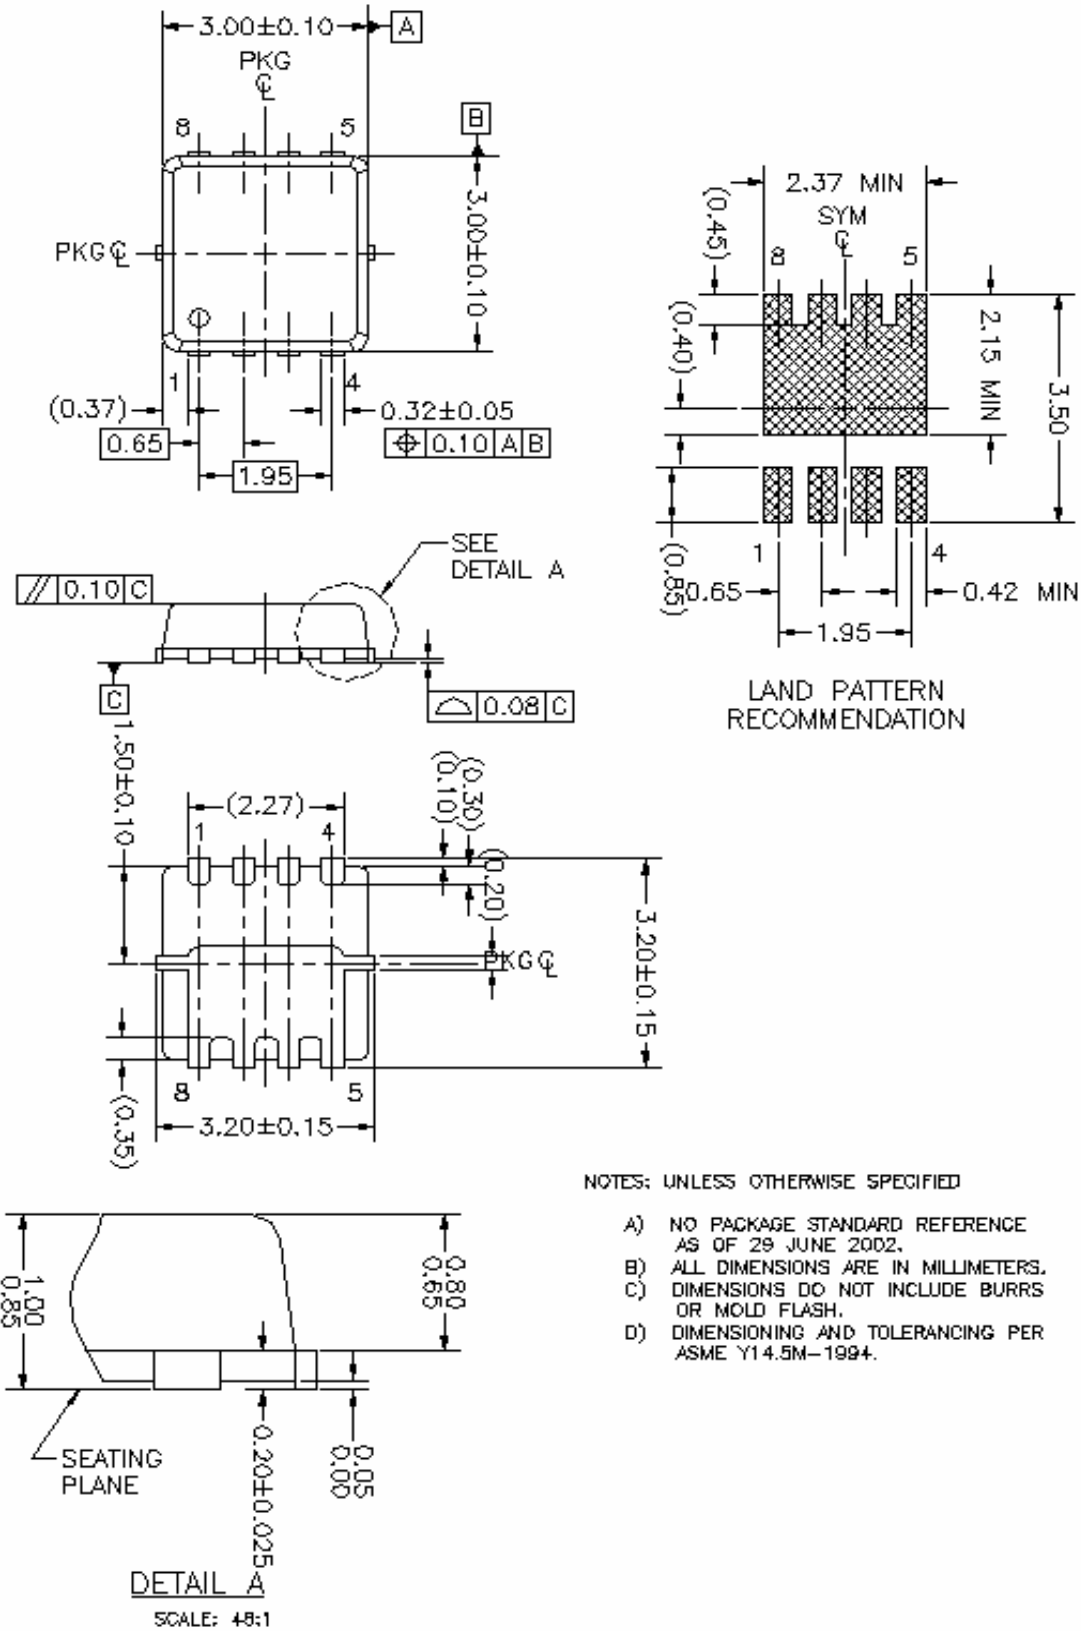 3.00±0.10
A
PKG
℄
B
8
5
3.00±0.10
PKG ℄
1
4
(0.37)
0.32±0.05
0.65
⌖ 0.10 A B
1.95
2.37 MIN
SYM
℄
(0.45)
8
5
(0.40)
2.15 MIN
3.50
1
4
(0.85)
0.65
0.42 MIN
1.95
LAND PATTERN
RECOMMENDATION
SEE
DETAIL A
// 0.10 C
C
⌓ 0.08 C
1.50±0.10
(2.27)
(0.10)
(0.30)
1
4
(0.20)
PKG ℄
3.20±0.15
8
5
3.20±0.15
(0.35)
NOTES: UNLESS OTHERWISE SPECIFIED
A) NO PACKAGE STANDARD REFERENCE
AS OF 29 JUNE 2002.
B) ALL DIMENSIONS ARE IN MILLIMETERS.
C) DIMENSIONS DO NOT INCLUDE BURRS
OR MOLD FLASH.
D) DIMENSIONING AND TOLERANCING PER
ASME Y14.5M-1994.
1.00
0.85
0.80
0.65
SEATING
PLANE
0.20±0.025
0.05
0.00
DETAIL A
SCALE: 48:1